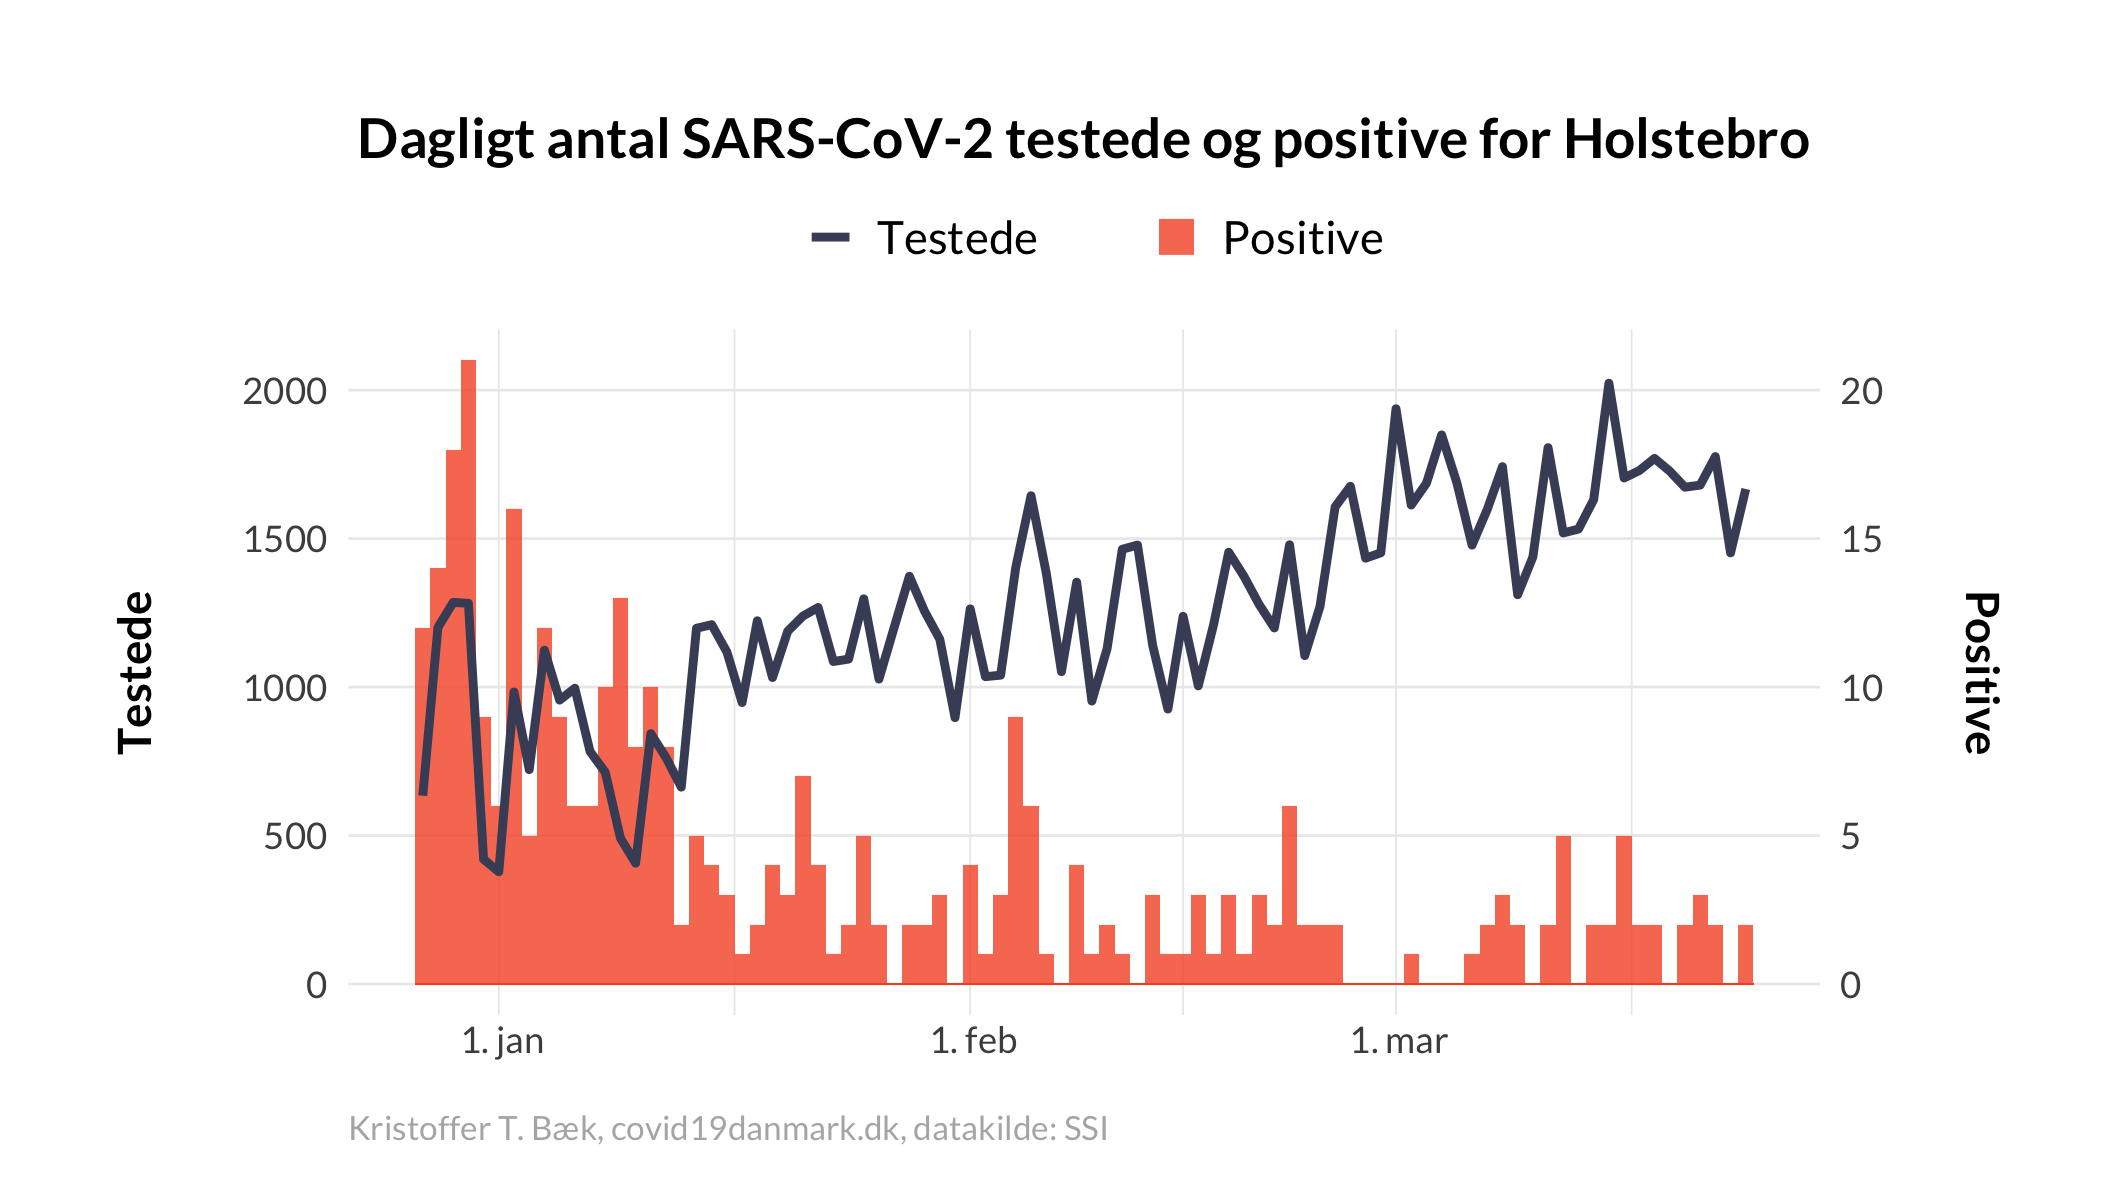 Dagligt antal SARS-CoV-2 testede og positive for Holstebro
Testede
Positive
2000
1500
1000
500
0
Testede
20
15
10
5
0
Positive
1. jan
1. feb
1. mar
Kristoffer T. Bæk, covid19danmark.dk, datakilde: SSI